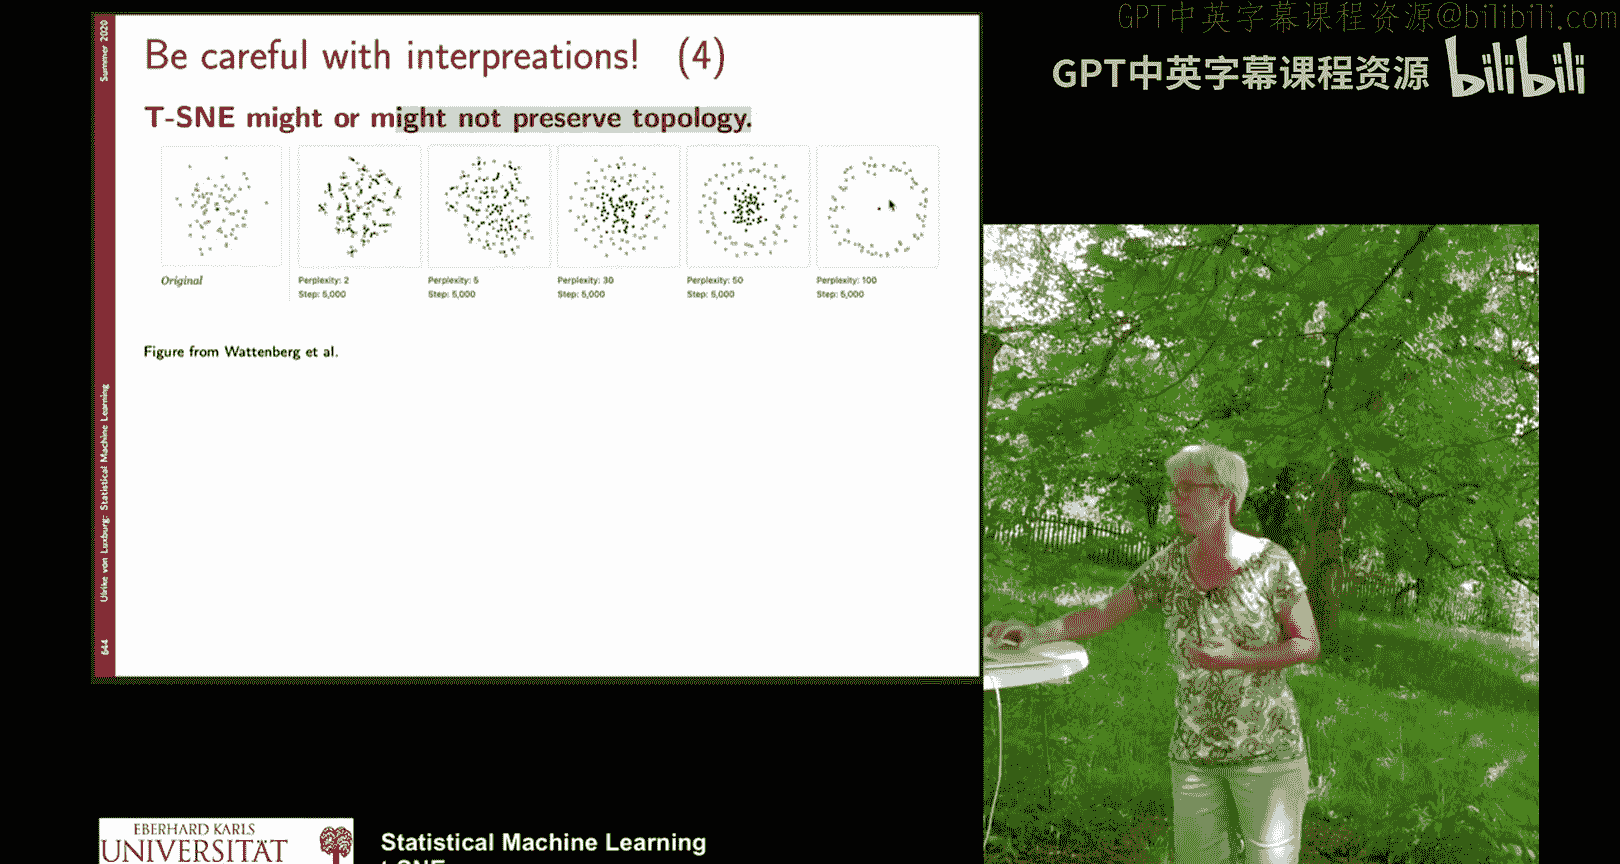 GPT中英字幕课程资源@bilibili.com
GPT中英字幕课程资源 bilibili
Summer 2020
Be careful with interpreations! (4)
T-SNE might or might not preserve topology.
Original
Perplexity: 2
Step: 5,000
Perplexity: 5
Step: 5,000
Perplexity: 30
Step: 5,000
Perplexity: 50
Step: 5,000
Perplexity: 100
Step: 5,000
Figure from Wattenberg et al.
Ulrike von Luxburg: Statistical Machine Learning
644
EBERHARD KARLS
UNIVERSITÄT
Statistical Machine Learning
t-SNE